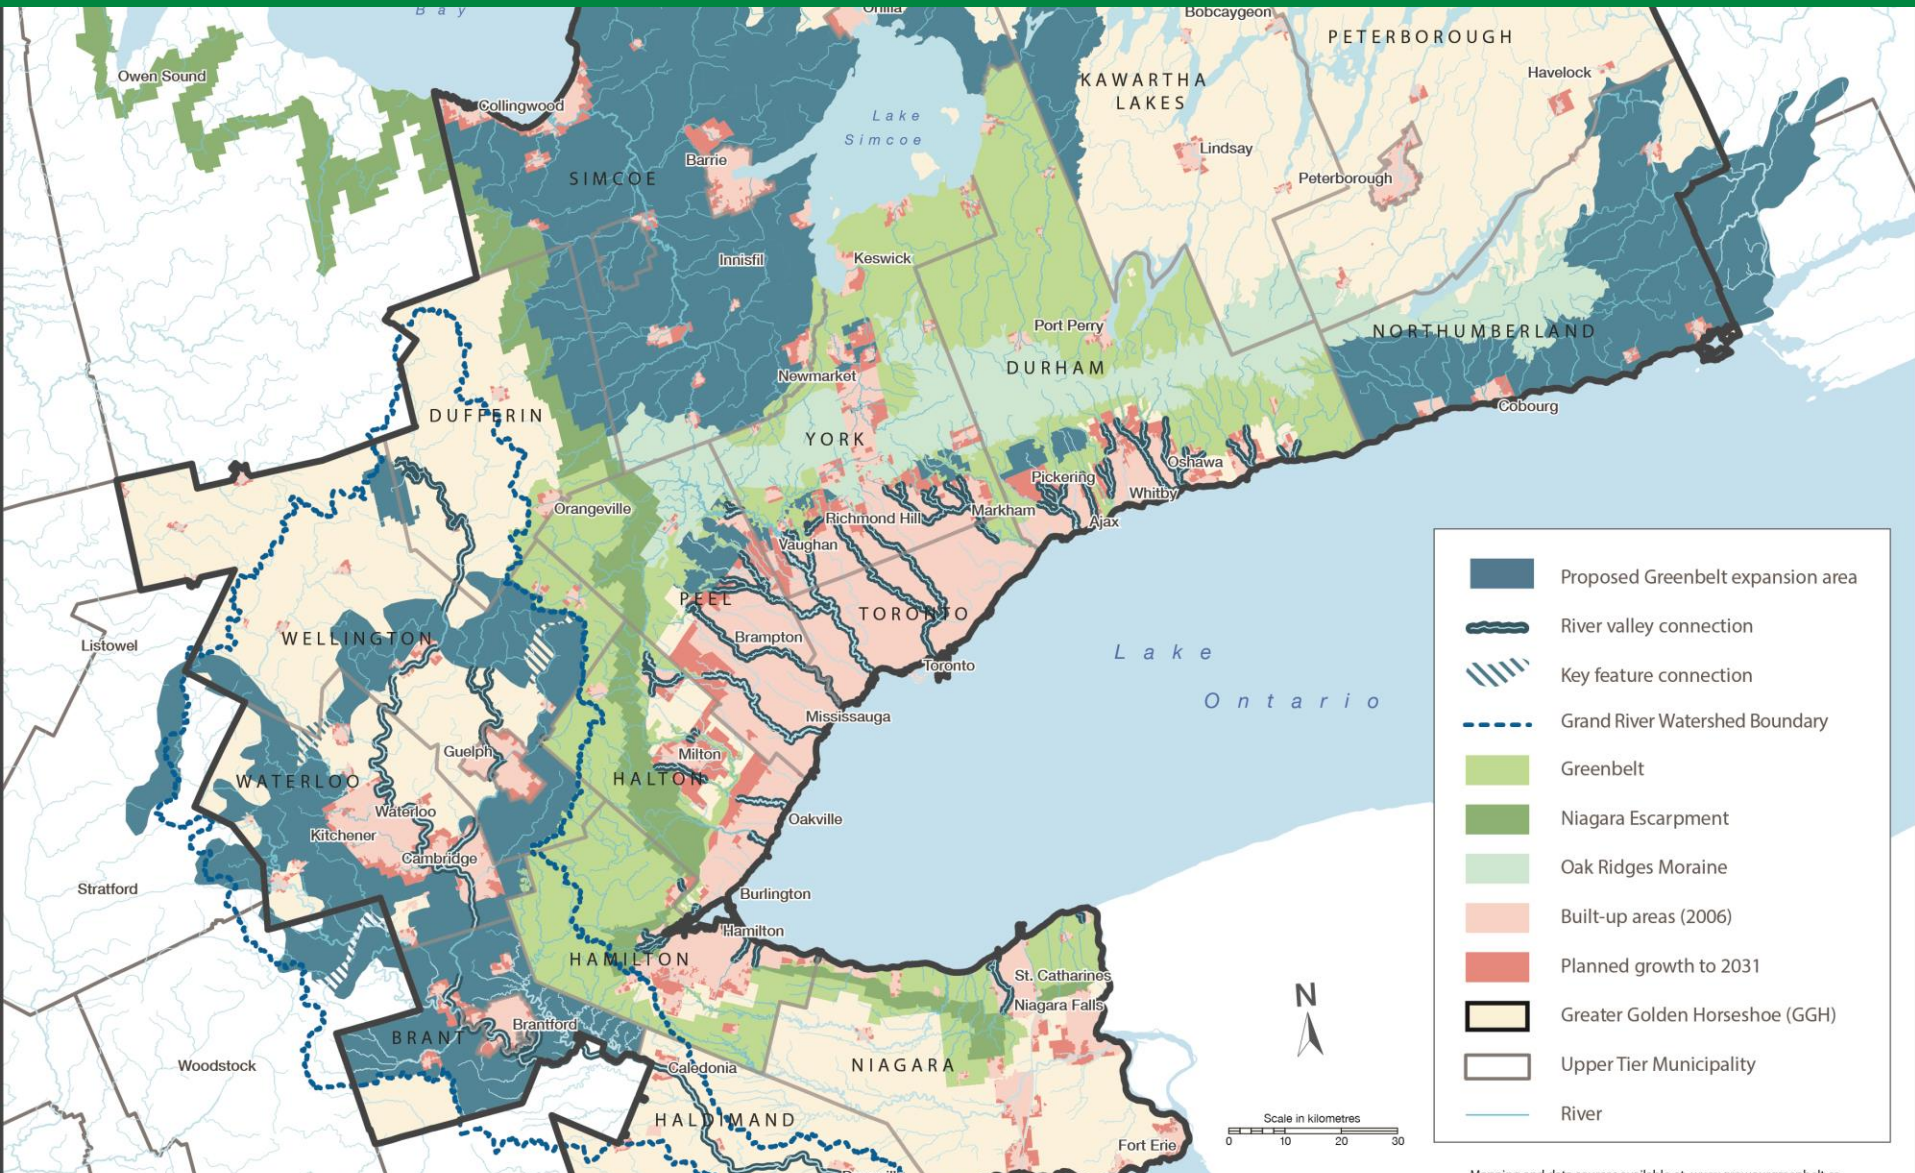 Bay
Orillia
Bobcaygeon
PETERBOROUGH
Owen Sound
Havelock
KAWARTHA
LAKES
Collingwood
Lake
Simcoe
Lindsay
Barrie
SIMCOE
Peterborough
Innisfil
Keswick
Port Perry
NORTHUMBERLAND
DURHAM
Newmarket
Cobourg
DUFFERIN
YORK
Oshawa
Pickering
Whitby
Orangeville
Richmond Hill
Markham
Ajax
Vaughan
PEEL
TORONTO
Brampton
WELLINGTON
Listowel
Toronto
Lake
Ontario
Mississauga
Guelph
Milton
WATERLOO
HALTON
Waterloo
Kitchener
Oakville
Cambridge
Stratford
Burlington
Hamilton
HAMILTON
St. Catharines
Niagara Falls
Brantford
BRANT
Woodstock
Caledonia
NIAGARA
HALDIMAND
Fort Erie
N
Scale in kilometres
0 10 20 30
Proposed Greenbelt expansion area
River valley connection
Key feature connection
Grand River Watershed Boundary
Greenbelt
Niagara Escarpment
Oak Ridges Moraine
Built-up areas (2006)
Planned growth to 2031
Greater Golden Horseshoe (GGH)
Upper Tier Municipality
River